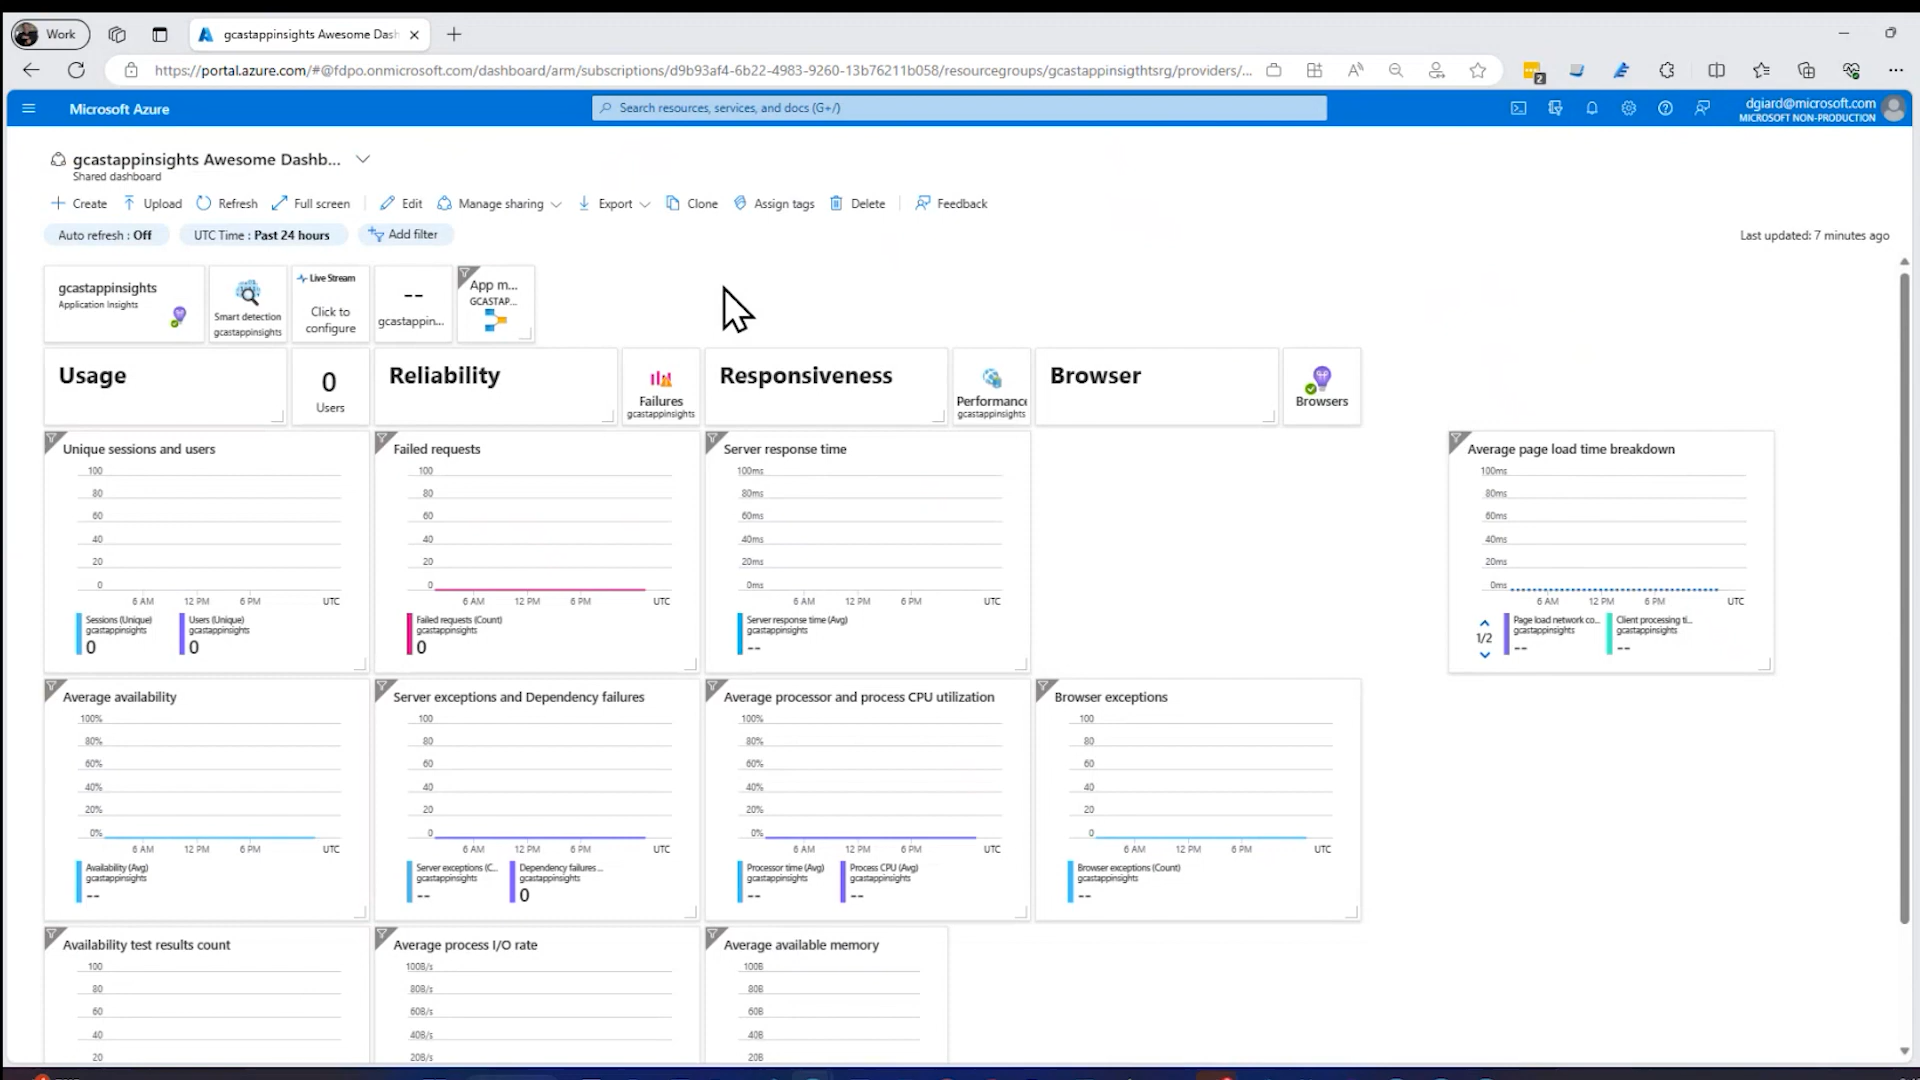 Work
gcastappinsights Awesome Dash
https://portal.azure.com/#@fdpo.onmicrosoft.com/dashboard/arm/subscriptions/d9b93af4-6b22-4983-9260-13b76211b058/resourcegroups/gcastappinsigthtsrg/providers/...
2
Microsoft Azure
Search resources, services, and docs (G+/)
dgiard@microsoft.com
MICROSOFT NON-PRODUCTION
gcastappinsights Awesome Dashb...
Shared dashboard
Create Upload Refresh Full screen Edit Manage sharing Export Clone Assign tags Delete Feedback
Auto refresh : Off UTC Time : Past 24 hours Add filter
Last updated: 7 minutes ago
gcastappinsights
Application Insights
Smart detection
gcastappinsights
Live Stream
Click to
configure
--
gcastappin...
App m...
GCASTAP...
Usage
0
Users
Reliability
Failures
gcastappinsights
Responsiveness
Performance
gcastappinsights
Browser
Browsers
Unique sessions and users
100
80
60
40
20
0
6 AM 12 PM 6 PM UTC
Sessions (Unique)
gcastappinsights
0
Users (Unique)
gcastappinsights
0
Failed requests
100
80
60
40
20
0
6 AM 12 PM 6 PM UTC
Failed requests (Count)
gcastappinsights
0
Server response time
100ms
80ms
60ms
40ms
20ms
0ms
6 AM 12 PM 6 PM UTC
Server response time (Avg)
gcastappinsights
--
Average page load time breakdown
100ms
80ms
60ms
40ms
20ms
0ms
6 AM 12 PM 6 PM UTC
1/2
Page load network co...
gcastappinsights
--
Client processing ti...
gcastappinsights
--
Average availability
100%
80%
60%
40%
20%
0%
6 AM 12 PM 6 PM UTC
Availability (Avg)
gcastappinsights
--
Server exceptions and Dependency failures
100
80
60
40
20
0
6 AM 12 PM 6 PM UTC
Server exceptions (C...
gcastappinsights
--
Dependency failures ...
gcastappinsights
0
Average processor and process CPU utilization
100%
80%
60%
40%
20%
0%
6 AM 12 PM 6 PM UTC
Processor time (Avg)
gcastappinsights
--
Process CPU (Avg)
gcastappinsights
--
Browser exceptions
100
80
60
40
20
0
6 AM 12 PM 6 PM UTC
Browser exceptions (Count)
gcastappinsights
--
Availability test results count
100
80
60
40
20
Average process I/O rate
100B/s
80B/s
60B/s
40B/s
20B/s
Average available memory
100B
80B
60B
40B
20B